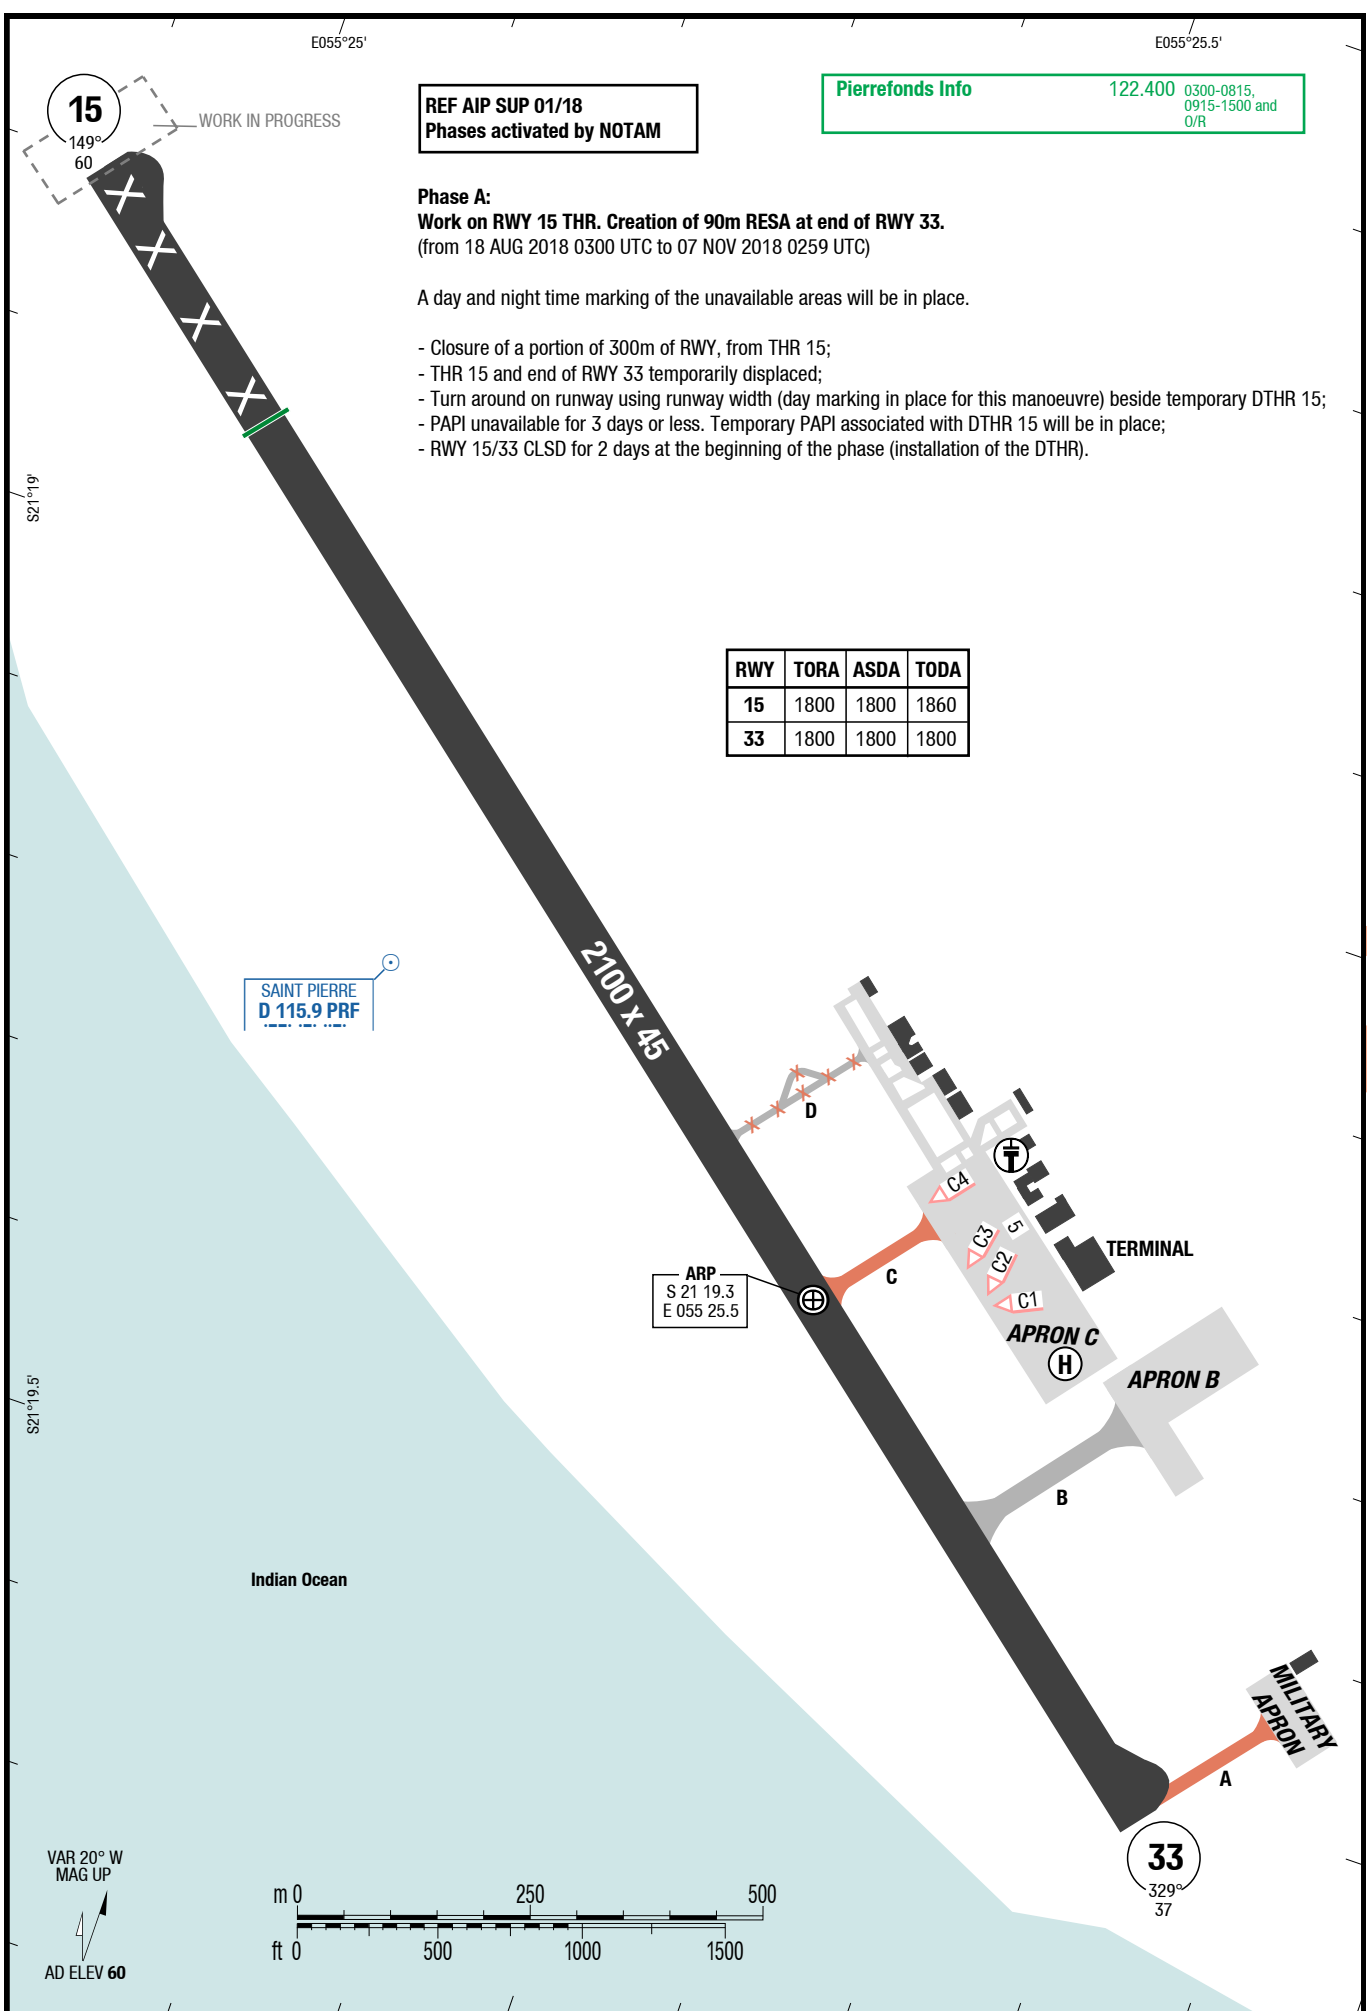 E055°25'
E055°25.5'
15
149°
60
WORK IN PROGRESS
REF AIP SUP 01/18
Phases activated by NOTAM
Pierrefonds Info 122.400 0300-0815,
0915-1500 and
O/R
Phase A:
Work on RWY 15 THR. Creation of 90m RESA at end of RWY 33.
(from 18 AUG 2018 0300 UTC to 07 NOV 2018 0259 UTC)
A day and night time marking of the unavailable areas will be in place.
- Closure of a portion of 300m of RWY, from THR 15;
- THR 15 and end of RWY 33 temporarily displaced;
- Turn around on runway using runway width (day marking in place for this manoeuvre) beside temporary DTHR 15;
- PAPI unavailable for 3 days or less. Temporary PAPI associated with DTHR 15 will be in place;
- RWY 15/33 CLSD for 2 days at the beginning of the phase (installation of the DTHR).
S21°19'
RWY TORA ASDA TODA
15 1800 1800 1860
33 1800 1800 1800
2100 x 45
SAINT PIERRE
D 115.9 PRF
D
C4
C3
5
C2
C1
TERMINAL
C
ARP
S 21 19.3
E 055 25.5
APRON C
H
APRON B
S21°19.5'
B
Indian Ocean
MILITARY
APRON
A
33
329°
37
VAR 20° W
MAG UP
AD ELEV 60
m 0 250 500
ft 0 500 1000 1500